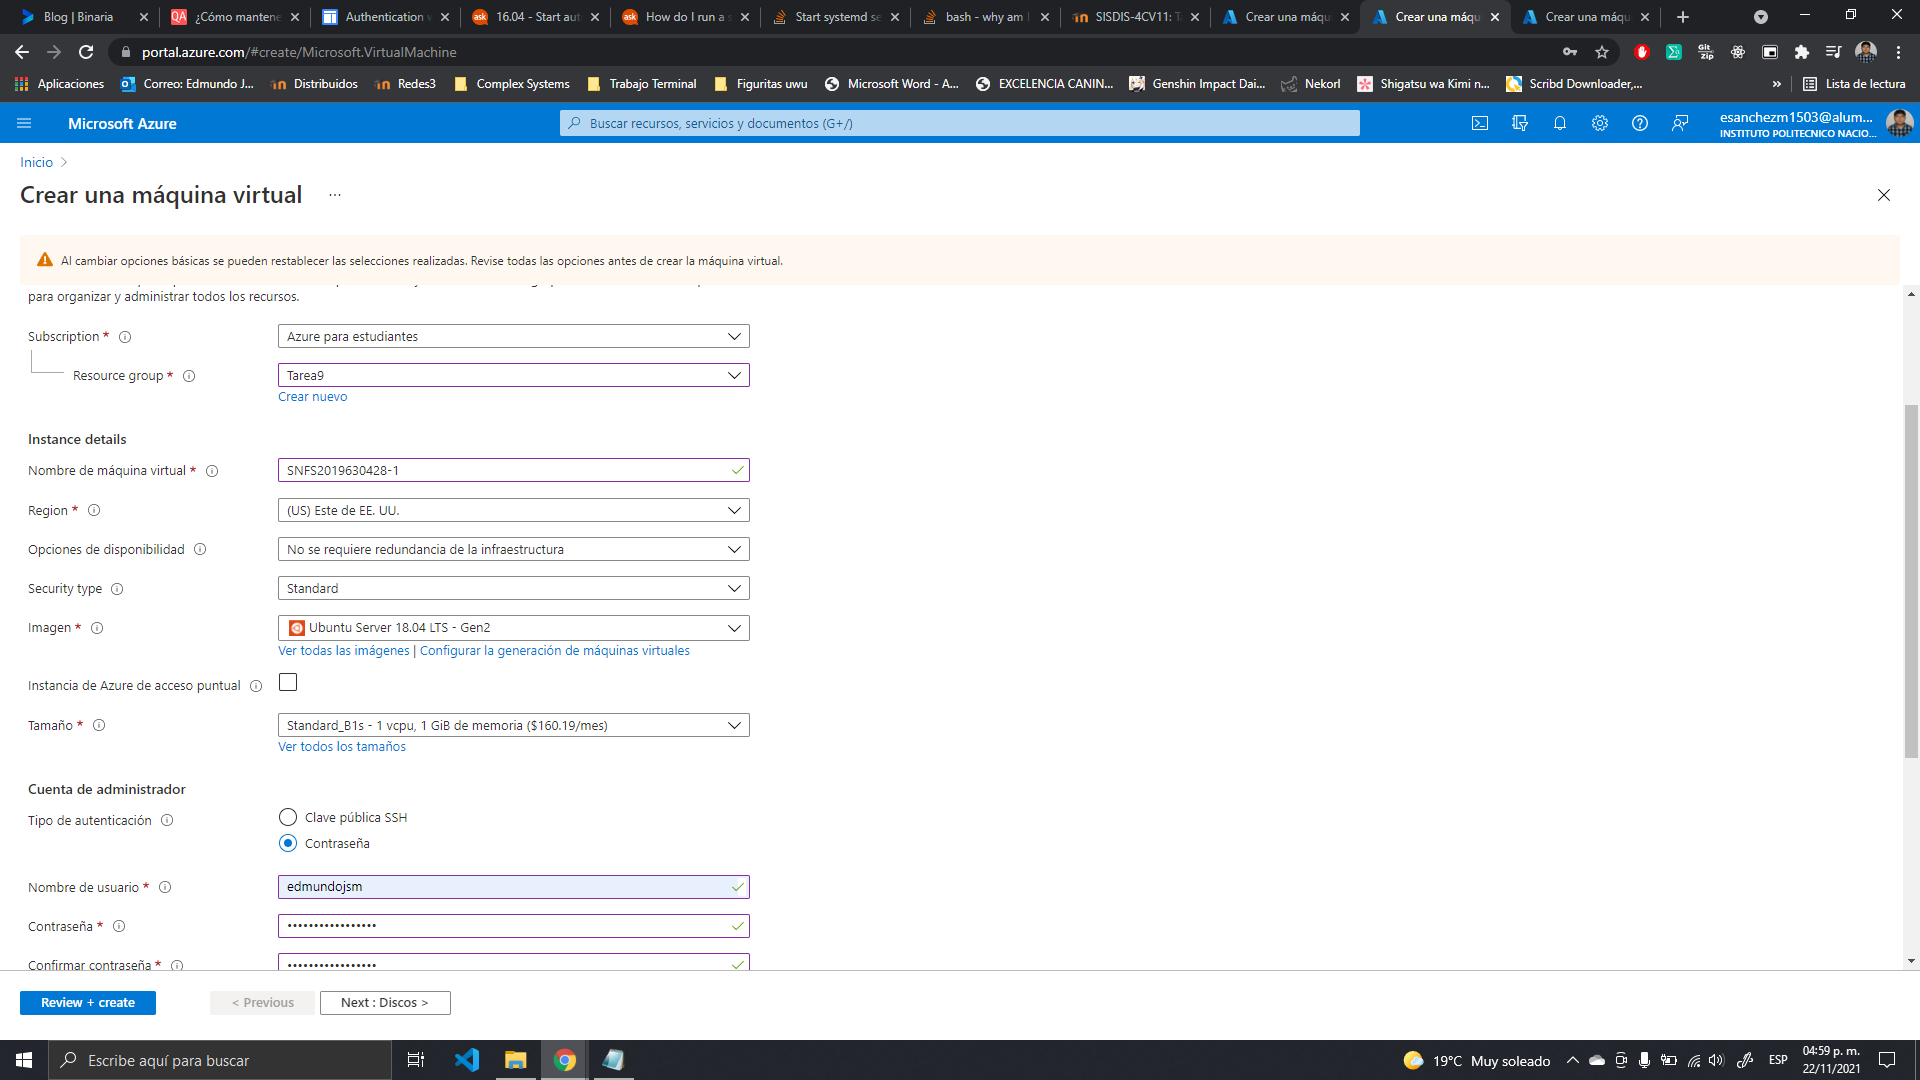 Blog | Binaria
¿Cómo mantene
Authentication
16.04 - Start aut
How do I run a s
Start systemd se
bash - why am I
SISDIS-4CV11: Ta
Crear una máqu
Crear una máqu
Crear una máqu
portal.azure.com/#create/Microsoft.VirtualMachine
Aplicaciones
Correo: Edmundo J...
Distribuidos
Redes3
Complex Systems
Trabajo Terminal
Figuritas uwu
Microsoft Word - A...
EXCELENCIA CANIN...
Genshin Impact Dai...
Nekorl
Shigatsu wa Kimi n...
Scribd Downloader,...
»
Lista de lectura
Microsoft Azure
Buscar recursos, servicios y documentos (G+/)
esanchezm1503@alum...
INSTITUTO POLITECNICO NACIO...
Inicio >
Crear una máquina virtual ...
Al cambiar opciones básicas se pueden restablecer las selecciones realizadas. Revise todas las opciones antes de crear la máquina virtual.
para organizar y administrar todos los recursos.
Subscription *
Azure para estudiantes
Resource group *
Tarea9
Crear nuevo
Instance details
Nombre de máquina virtual *
SNFS2019630428-1
Region *
(US) Este de EE. UU.
Opciones de disponibilidad
No se requiere redundancia de la infraestructura
Security type
Standard
Imagen *
Ubuntu Server 18.04 LTS - Gen2
Ver todas las imágenes | Configurar la generación de máquinas virtuales
Instancia de Azure de acceso puntual
Tamaño *
Standard_B1s - 1 vcpu, 1 GiB de memoria ($160.19/mes)
Ver todos los tamaños
Cuenta de administrador
Tipo de autenticación
Clave pública SSH
Contraseña
Nombre de usuario *
edmundojsm
Contraseña *
•••••••••••••••••
Confirmar contraseña *
•••••••••••••••••
Review + create
< Previous
Next : Discos >
Escribe aquí para buscar
19°C Muy soleado
ESP
04:59 p. m.
22/11/2021